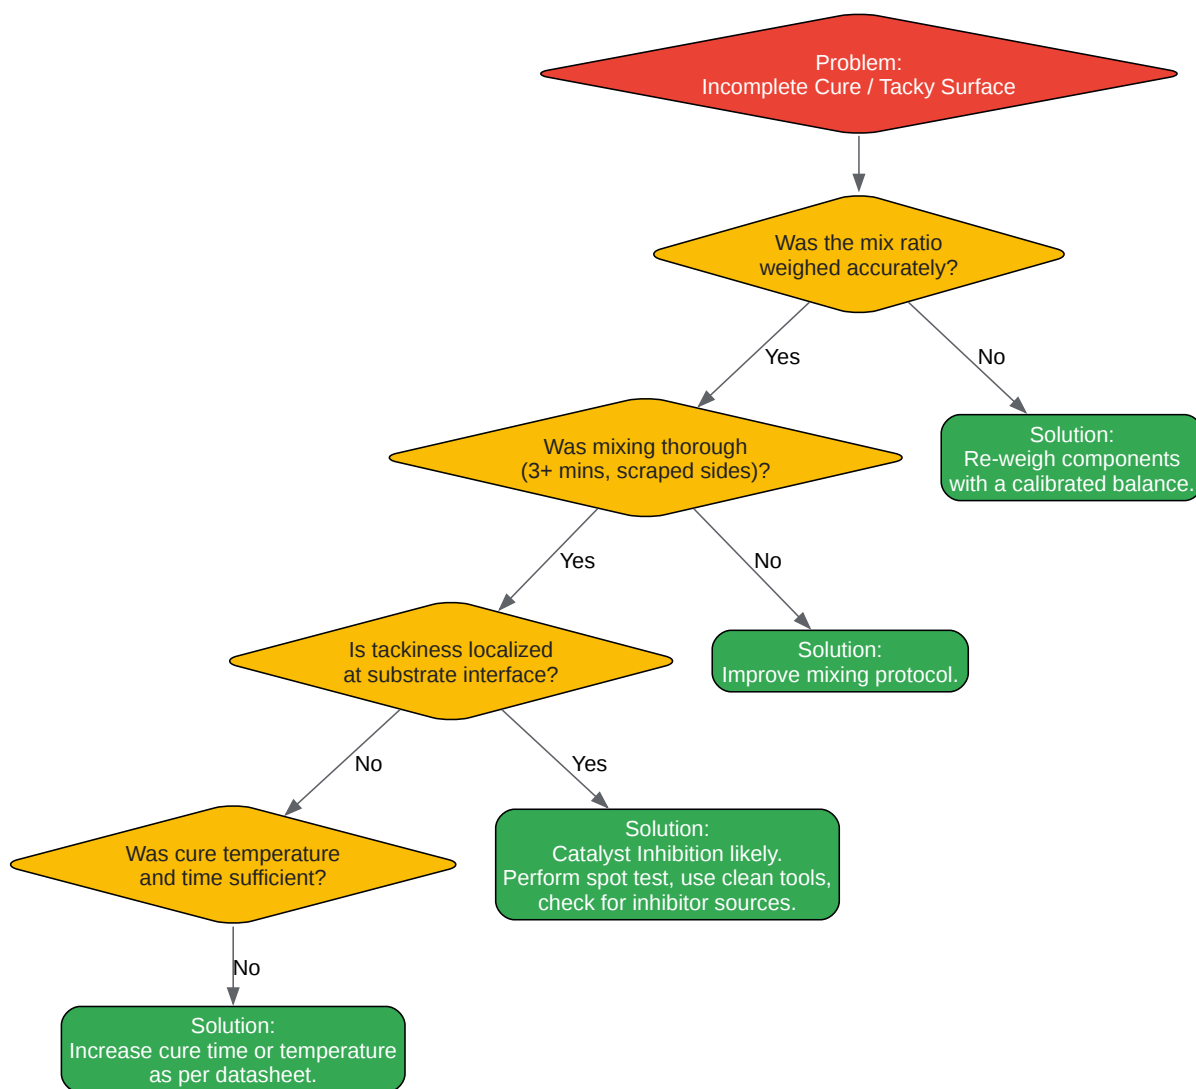 Problem:
Incomplete Cure / Tacky Surface
Was the mix ratio
weighed accurately?
Yes
No
Was mixing thorough
(3+ mins, scraped sides)?
Solution:
Re-weigh components
with a calibrated balance.
Yes
No
Is tackiness localized
at substrate interface?
Solution:
Improve mixing protocol.
No
Yes
Was cure temperature
and time sufficient?
Solution:
Catalyst Inhibition likely.
Perform spot test, use clean tools,
check for inhibitor sources.
No
Solution:
Increase cure time or temperature
as per datasheet.